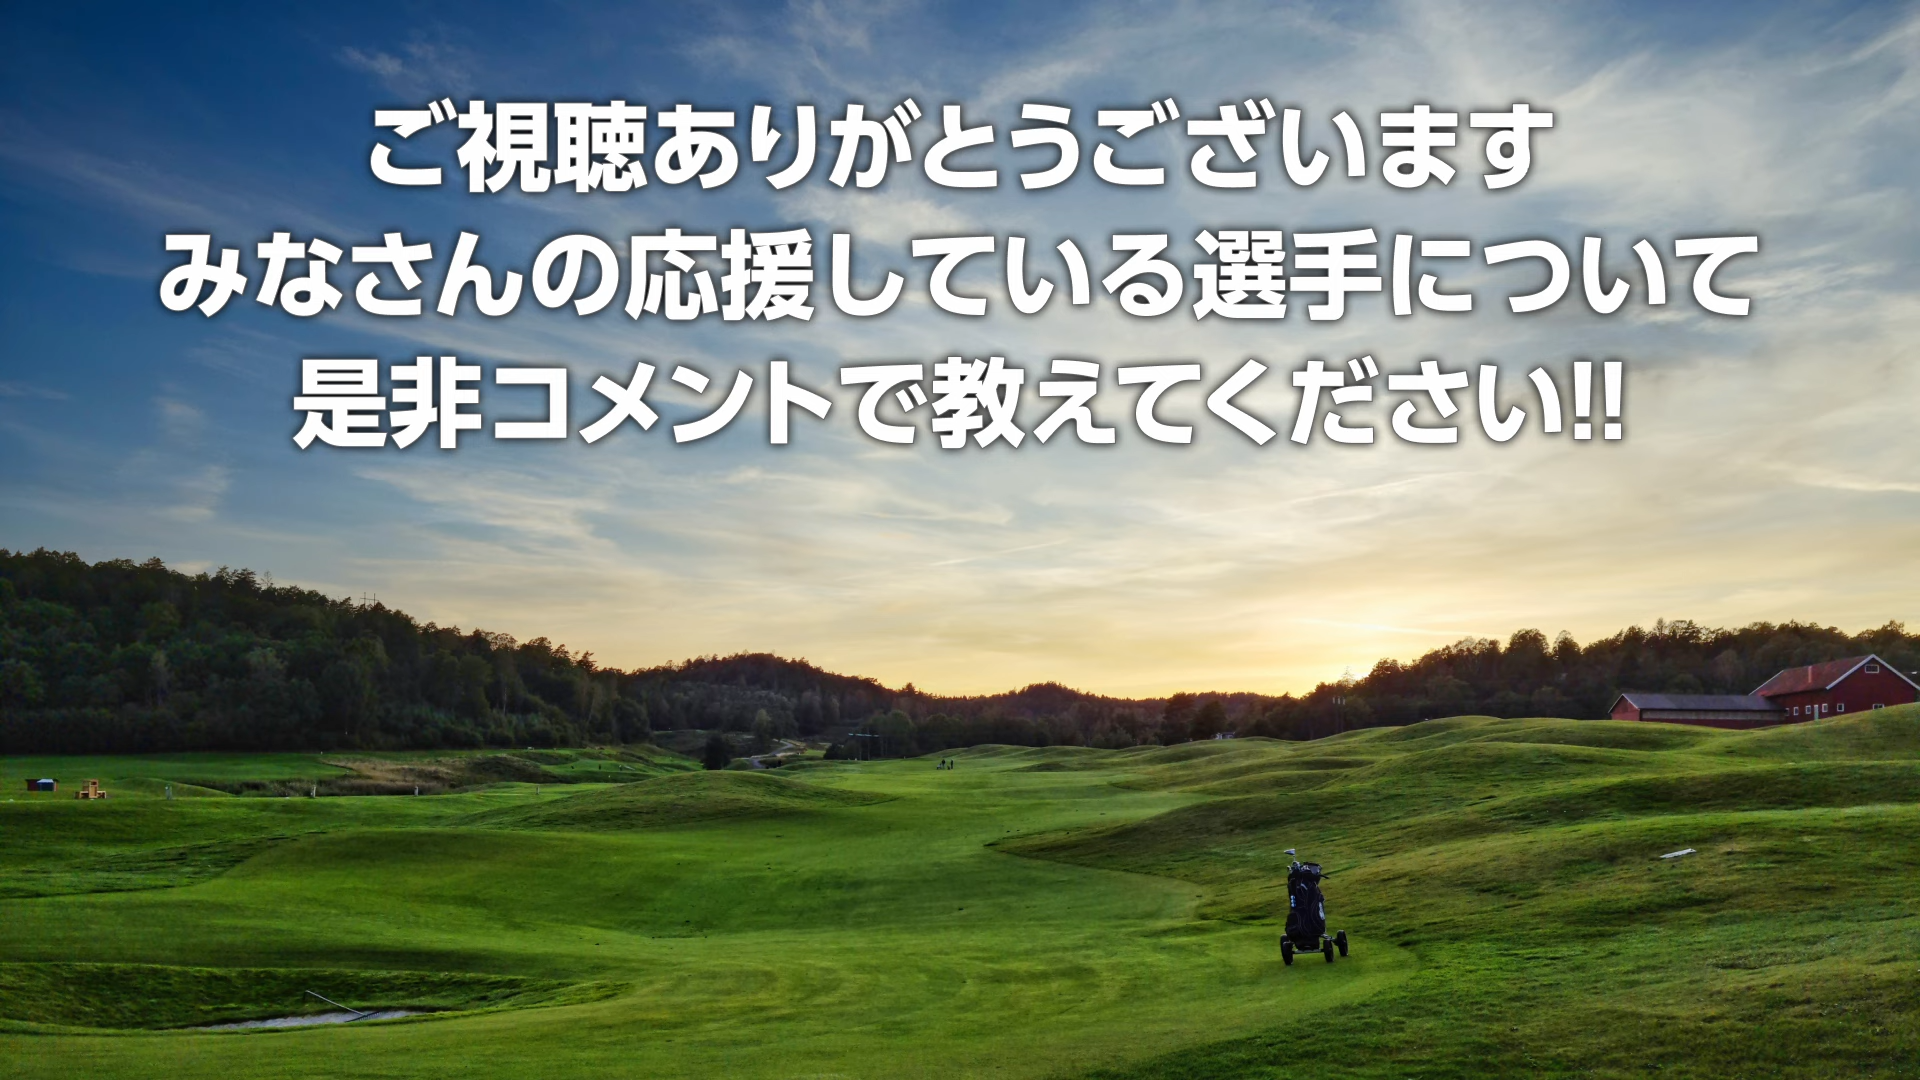 ご視聴ありがとうございます
みなさんの応援している選手について
是非コメントで教えてください!!